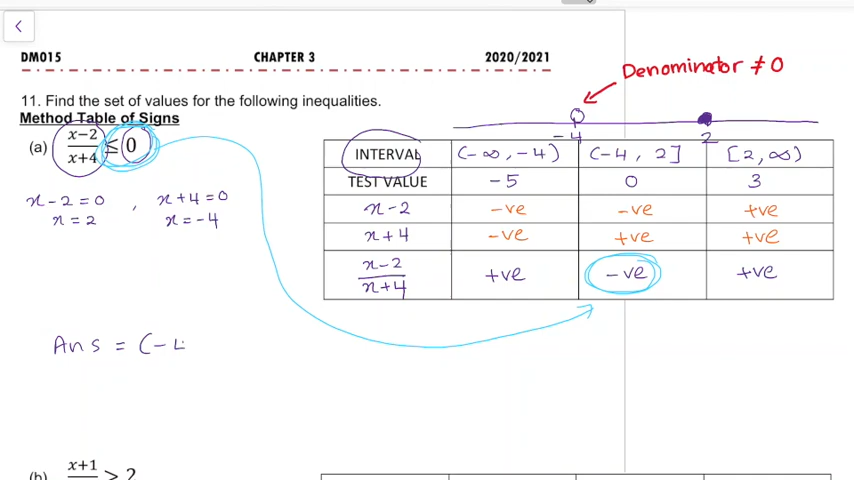 DM015 CHAPTER 3 2020/2021
Denominator ≠ 0
11. Find the set of values for the following inequalities.
Method Table of Signs
-4 2
(a) x−2/x+4 ≤ 0
x-2=0 , x+4=0
x=2 x=-4
INTERVAL (-∞,-4) (-4, 2] [2,∞)
TEST VALUE -5 0 3
x-2 -ve -ve +ve
x+4 -ve +ve +ve
x-2/x+4 +ve -ve +ve
Ans = (-4
(b) x+1 > 2